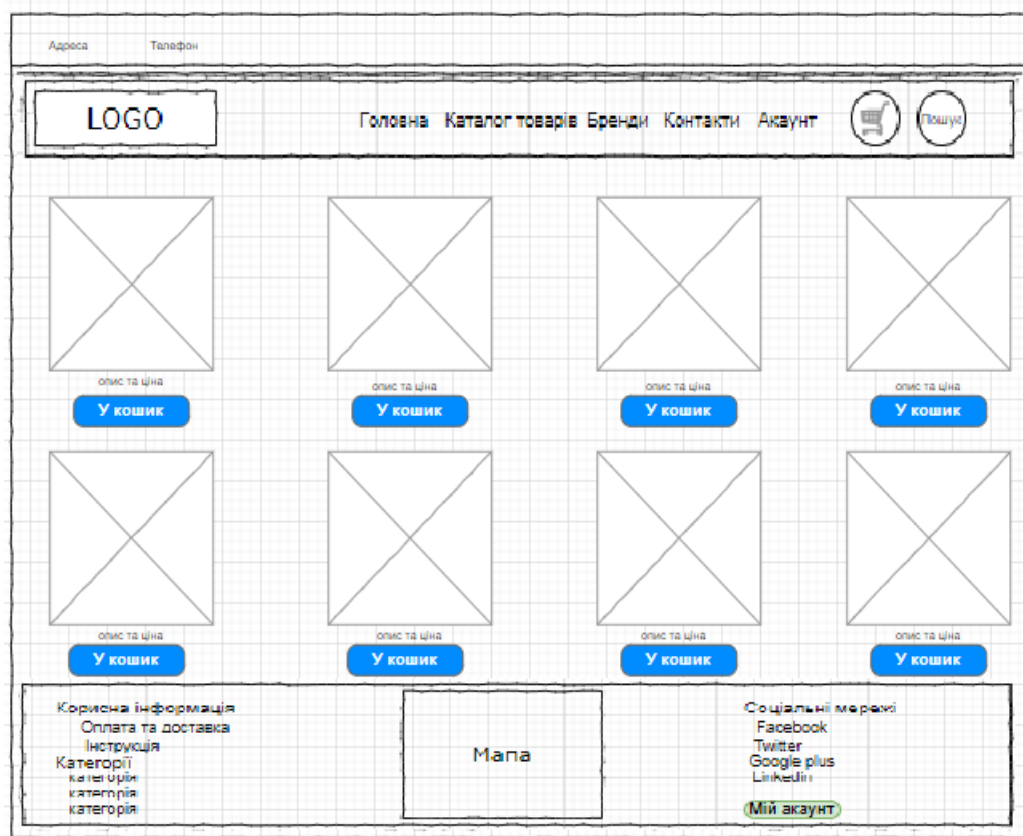 Адреса Телефон
LOGO Головна Каталог товарів Бренди Контакти Акаунт Пошук
опис та ціна опис та ціна опис та ціна опис та ціна
У кошик У кошик У кошик У кошик
опис та ціна опис та ціна опис та ціна опис та ціна
У кошик У кошик У кошик У кошик
Корисна інформація
Оплата та доставка
Інструкція
Категорії
категорія
категорія
категорія
Мапа
Соціальні мережі
Facebook
Twitter
Google plus
Linkedin
Мій акаунт